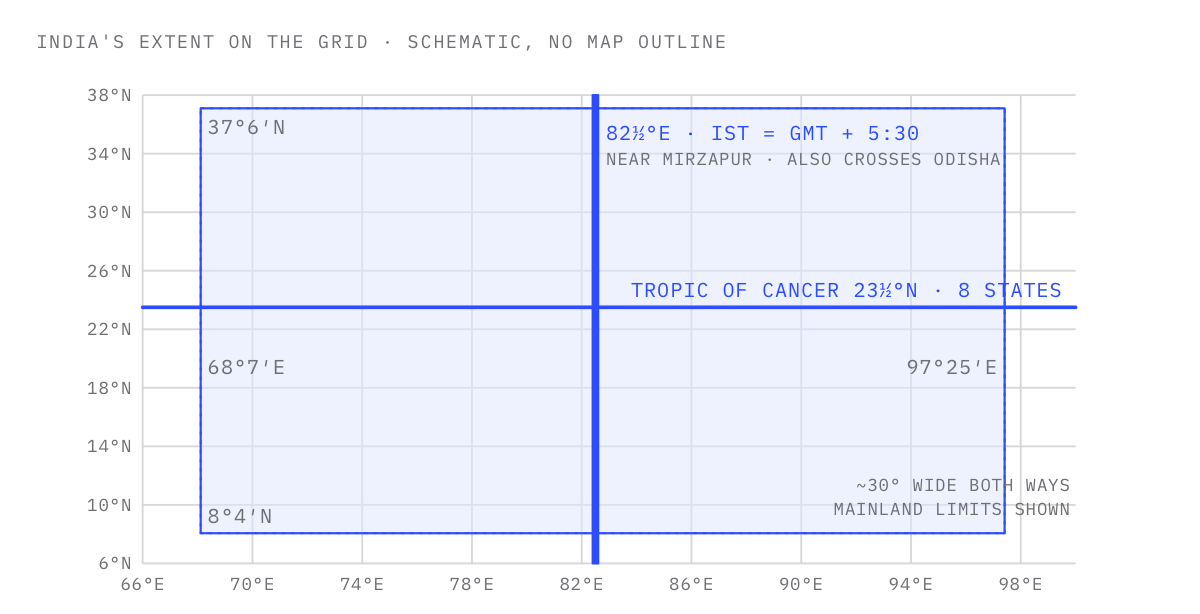 INDIA'S EXTENT ON THE GRID · SCHEMATIC, NO MAP OUTLINE
38°N
37°6′N
82½°E · IST = GMT + 5:30
34°N
NEAR MIRZAPUR · ALSO CROSSES ODISHA
30°N
26°N
TROPIC OF CANCER 23½°N · 8 STATES
22°N
68°7′E
97°25′E
18°N
14°N
~30° WIDE BOTH WAYS
10°N
MAINLAND LIMITS SHOWN
8°4′N
6°N
66°E 70°E 74°E 78°E 82°E 86°E 90°E 94°E 98°E